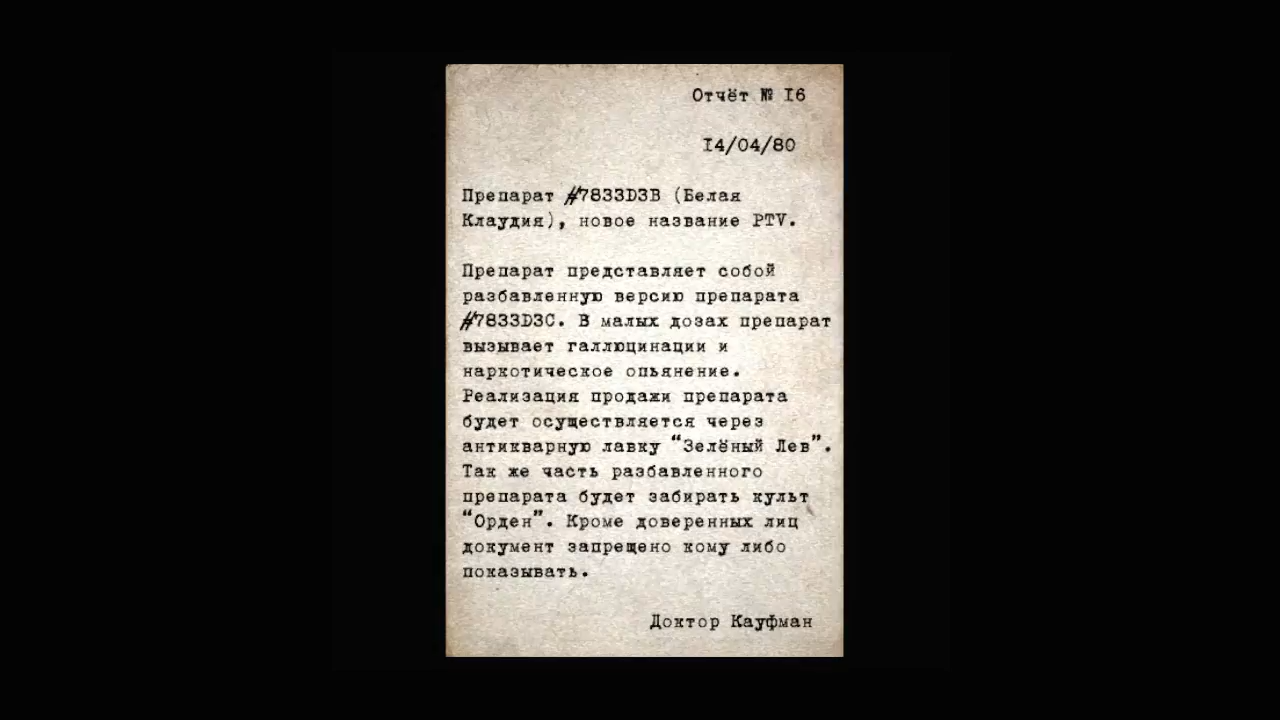 Отчёт № I6
I4/04/80
Препарат #7833D3B (Белая
Клаудия), новое название PTV.
Препарат представляет собой
разбавленную версию препарата
#7833D3C. В малых дозах препарат
вызывает галлюцинации и
наркотическое опьянение.
Реализация продажи препарата
будет осуществляется через
антикварную лавку “Зелёный Лев”.
Так же часть разбавленного
препарата будет забирать культ
“Орден”. Кроме доверенных лиц
документ запрещено кому либо
показывать.
Доктор Кауфман